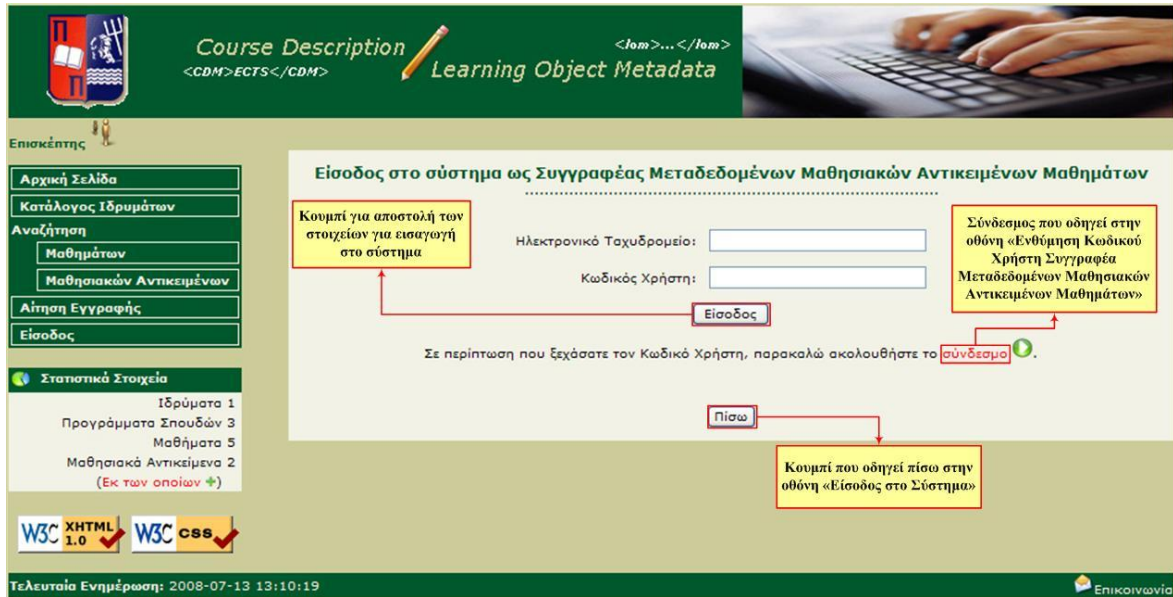 Course Description
<CDM>ECTS</CDM>
<lom>...</lom>
Learning Object Metadata
Επισκέπτης
Αρχική Σελίδα
Κατάλογος Ιδρυμάτων
Αναζήτηση
Μαθημάτων
Μαθησιακών Αντικειμένων
Αίτηση Εγγραφής
Είσοδος
Στατιστικά Στοιχεία
Ιδρύματα 1
Προγράμματα Σπουδών 3
Μαθήματα 5
Μαθησιακά Αντικείμενα 2
(Εκ των οποίων +)
W3C XHTML 1.0
W3C css
Είσοδος στο σύστημα ως Συγγραφέας Μεταδεδομένων Μαθησιακών Αντικειμένων Μαθημάτων
Κουμπί για αποστολή των
στοιχείων για εισαγωγή
στο σύστημα
Ηλεκτρονικό Ταχυδρομείο:
Κωδικός Χρήστη:
Είσοδος
Σύνδεσμος που οδηγεί στην
οθόνη «Ενθύμηση Κωδικού
Χρήστη Συγγραφέα
Μεταδεδομένων Μαθησιακών
Αντικειμένων Μαθημάτων»
Σε περίπτωση που ξεχάσατε τον Κωδικό Χρήστη, παρακαλώ ακολουθήστε το σύνδεσμο .
Πίσω
Κουμπί που οδηγεί πίσω στην
οθόνη «Είσοδος στο Σύστημα»
Τελευταία Ενημέρωση: 2008-07-13 13:10:19
Επικοινωνία